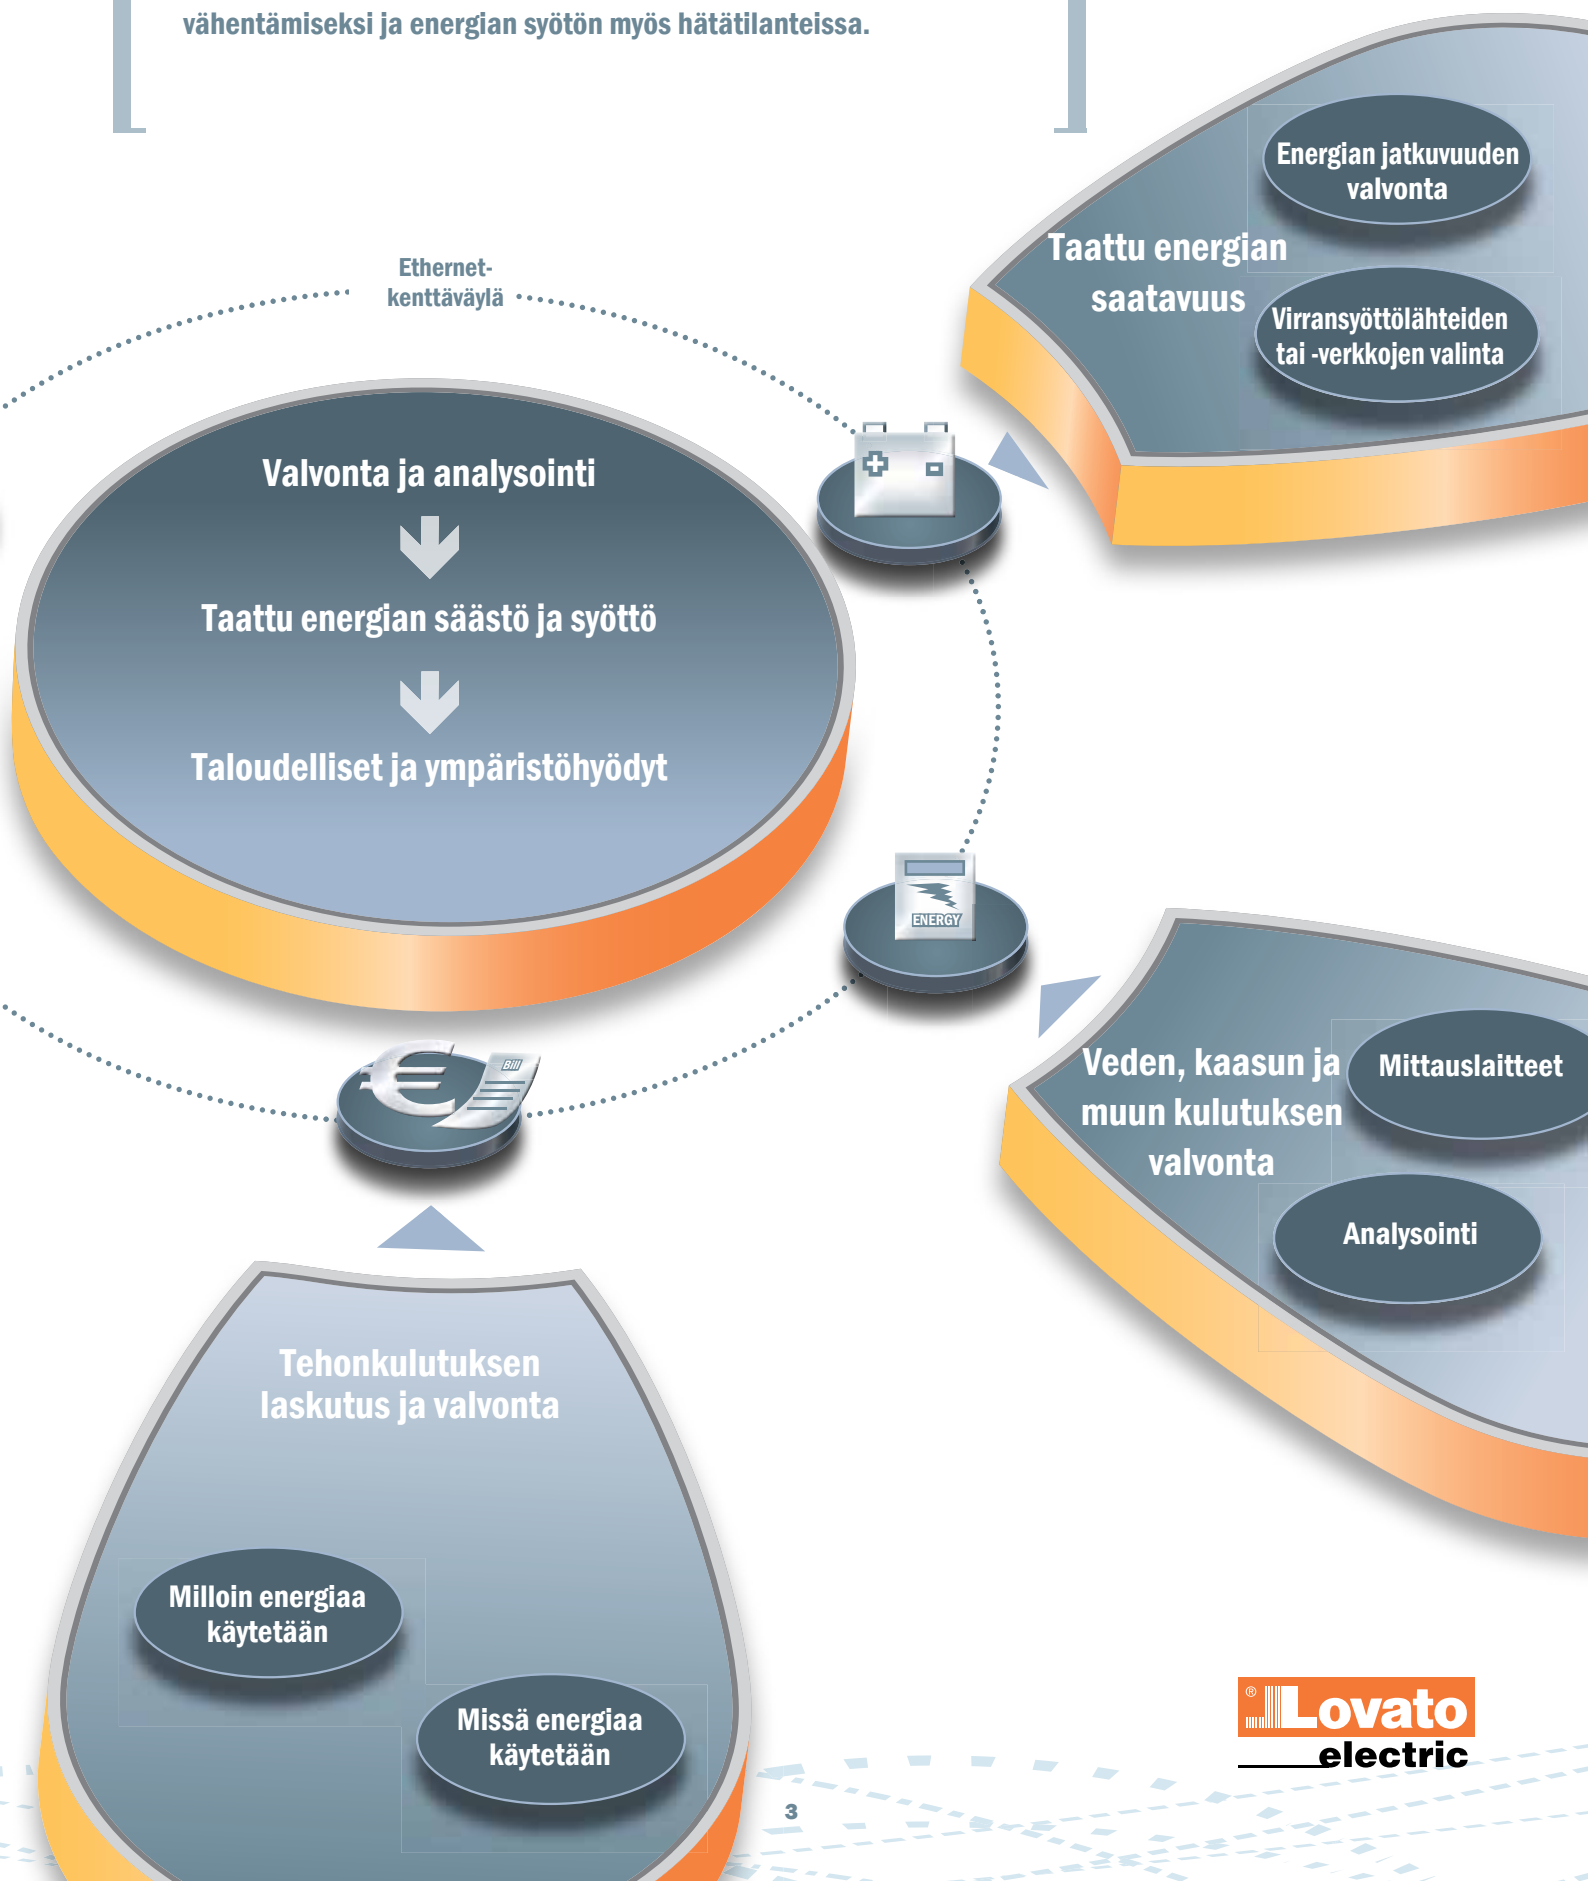 vähentämiseksi ja energian syötön myös hätätilanteissa.
Energian jatkuvuuden
valvonta
Taattu energian
saatavuus
Virransyöttölähteiden
tai -verkkojen valinta
Ethernet-
kenttäväylä
Valvonta ja analysointi
Taattu energian säästö ja syöttö
Taloudelliset ja ympäristöhyödyt
ENERGY
Bill
Veden, kaasun ja
muun kulutuksen
valvonta
Mittauslaitteet
Analysointi
Tehonkulutuksen
laskutus ja valvonta
Milloin energiaa
käytetään
Missä energiaa
käytetään
® Lovato
electric
3